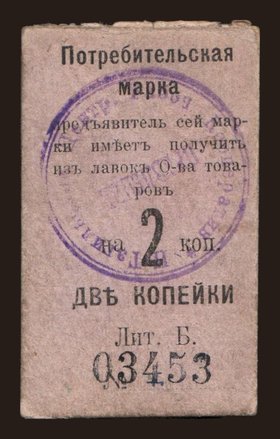 Потребительская
марка
Предъявитель сей мар-
ки имѣетъ получить
изъ лавокъ О-ва това-
ровъ
на 2 коп.
ДВѢ КОПЕЙКИ
Лит. Б.
03453